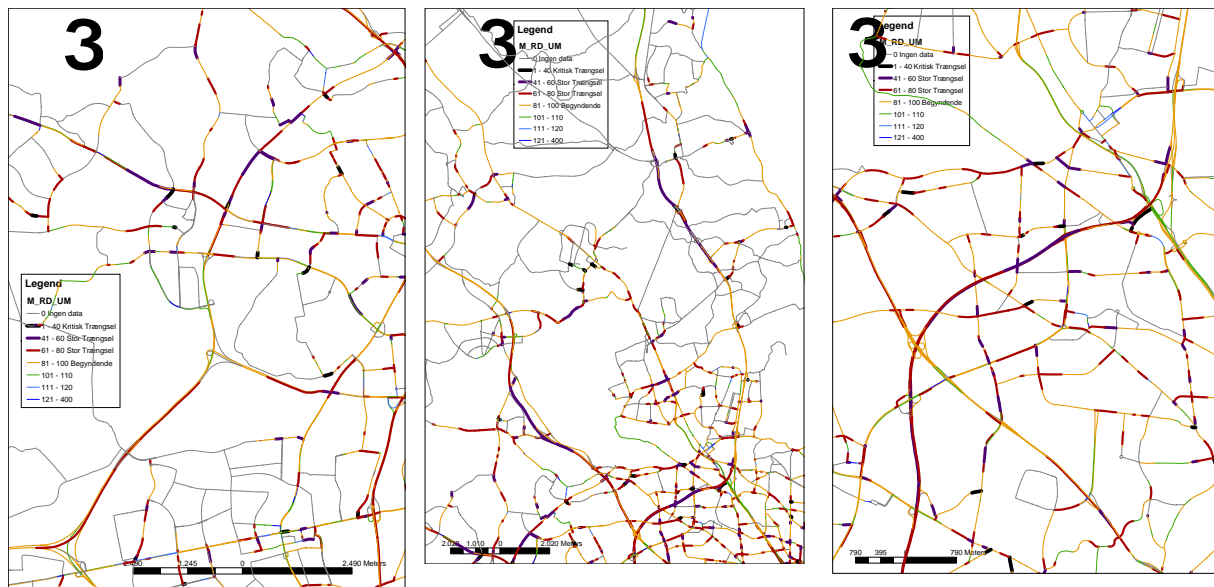 3
Legend
M_RD_UM
0 Ingen data
1 - 40 Kritisk Trængsel
41 - 60 Stor Trængsel
61 - 80 Stor Trængsel
81 - 100 Begyndende
101 - 110
111 - 120
121 - 400
2.490 1.245 0 2.490 Meters
3
Legend
M_RD_UM
0 Ingen data
1 - 40 Kritisk Trængsel
41 - 60 Stor Trængsel
61 - 80 Stor Trængsel
81 - 100 Begyndende
101 - 110
111 - 120
121 - 400
2.020 1.010 0 2.020 Meters
3
Legend
M_RD_UM
0 Ingen data
1 - 40 Kritisk Trængsel
41 - 60 Stor Trængsel
61 - 80 Stor Trængsel
81 - 100 Begyndende
101 - 110
111 - 120
121 - 400
790 395 0 790 Meters